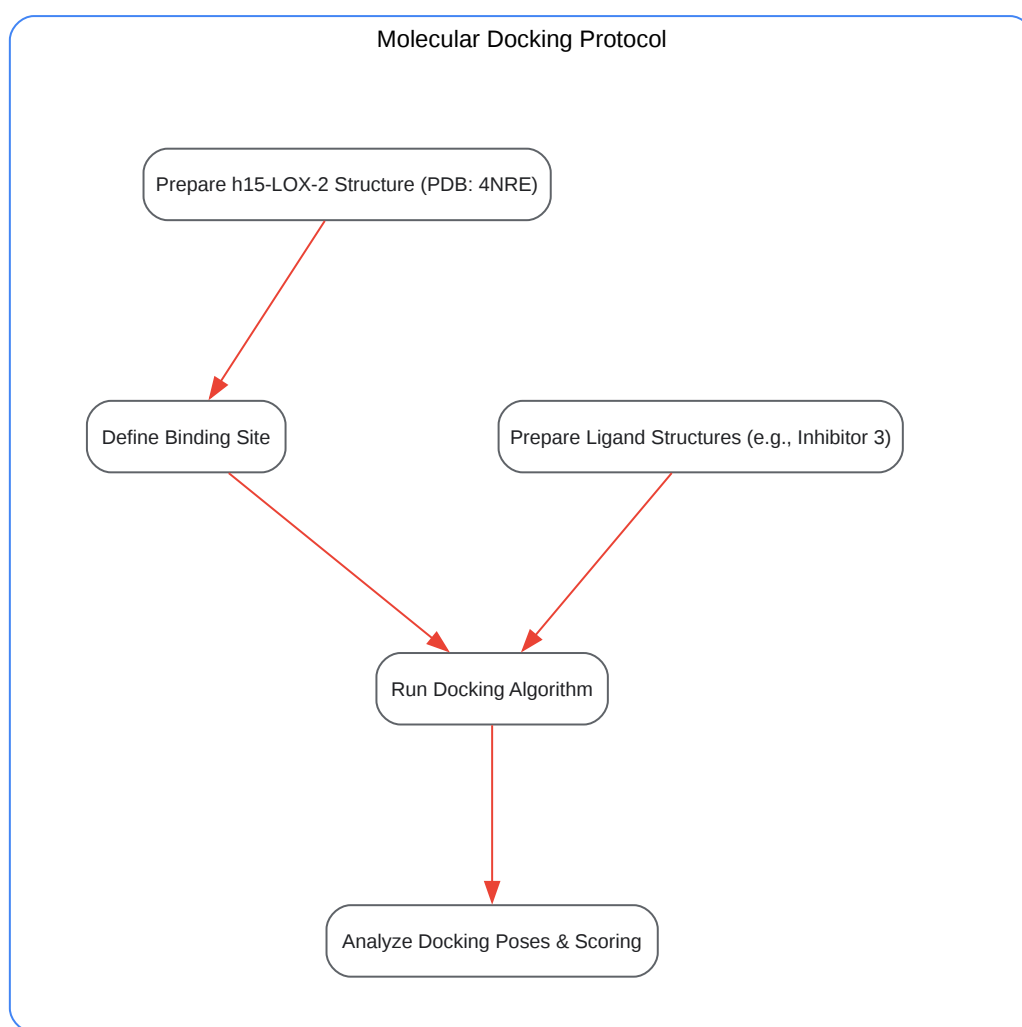 Molecular Docking Protocol
Prepare h15-LOX-2 Structure (PDB: 4NRE)
Define Binding Site
Prepare Ligand Structures (e.g., Inhibitor 3)
Run Docking Algorithm
Analyze Docking Poses & Scoring